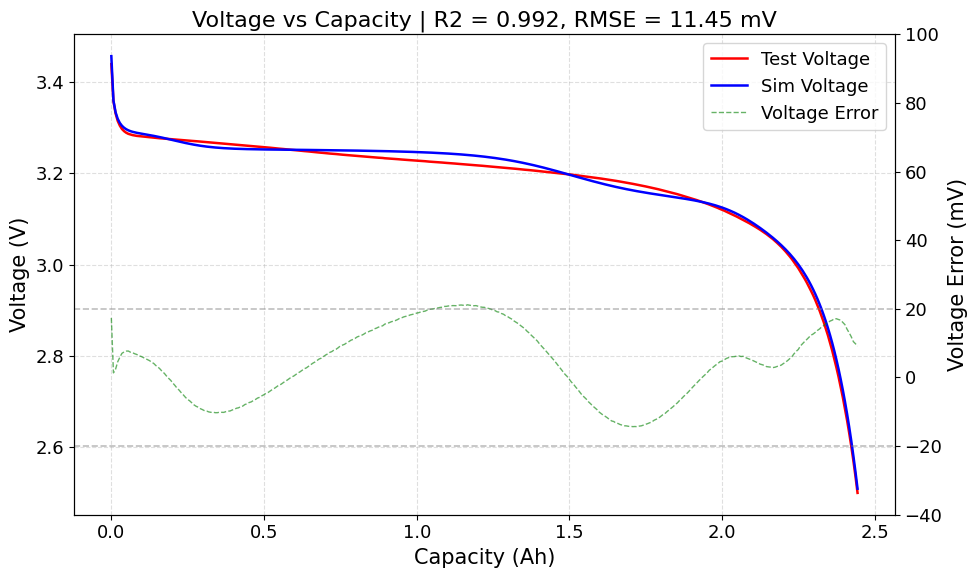 Voltage vs Capacity | R2 = 0.992, RMSE = 11.45 mV
Test Voltage
Sim Voltage
Voltage Error
Voltage (V)
3.4
3.2
3.0
2.8
2.6
Voltage Error (mV)
100
80
60
40
20
0
−20
−40
0.0 0.5 1.0 1.5 2.0 2.5
Capacity (Ah)